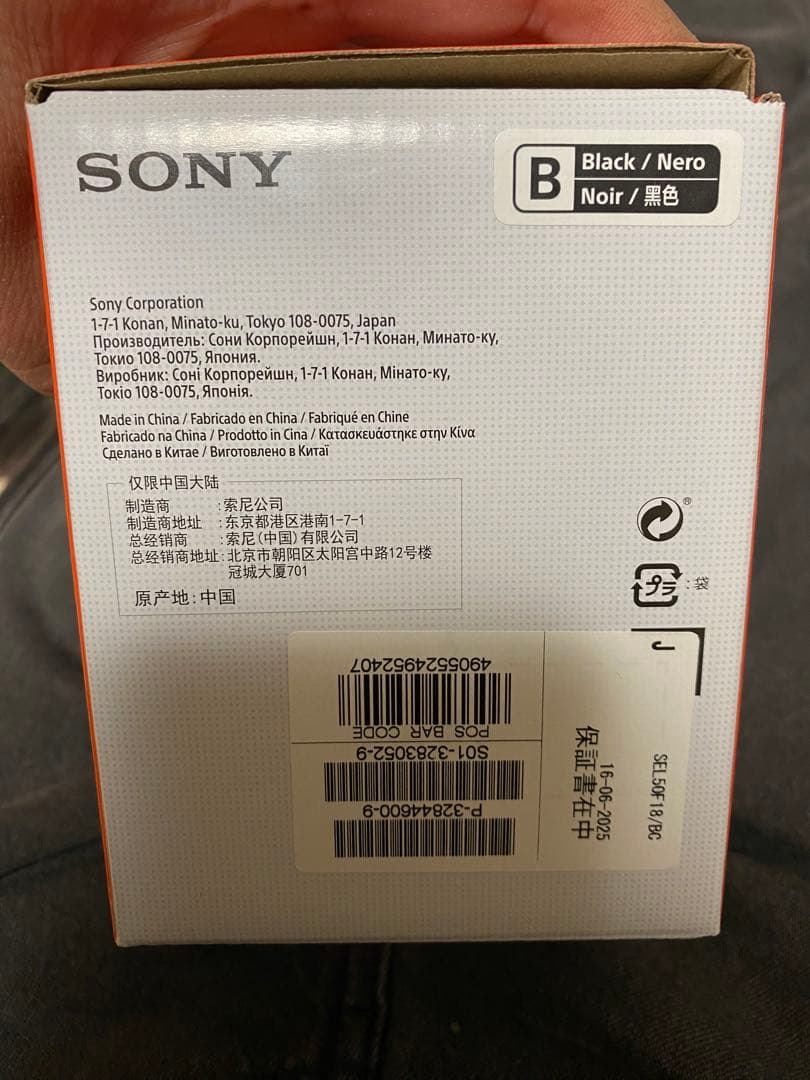 SONY
B
Black / Nero
Noir / 黑色
Sony Corporation
1-7-1 Konan, Minato-ku, Tokyo 108-0075, Japan
Производитель: Сони Корпорейшн, 1-7-1 Конан, Минато-ку,
Токио 108-0075, Япония.
Виробник: Соні Корпорейшн, 1-7-1 Конан, Мінато-ку,
Токіо 108-0075, Японія.
Made in China / Fabricado en China / Fabriqué en Chine
Fabricado na China / Prodotto in Cina / Κατασκευάστηκε στην Κίνα
Сделано в Китае / Виготовлено в Китаї
仅限中国大陆
制造商 :索尼公司
制造商地址 :东京都港区港南1-7-1
总经销商 :索尼(中国)有限公司
总经销商地址:北京市朝阳区太阳宫中路12号楼
冠城大厦701
原产地:中国
®
プラ :袋
J
SEL50F18/BC
16-06-2025
保証書在中
4905524952407
POS BAR CODE
S01-3283052-9
P-32844600-9